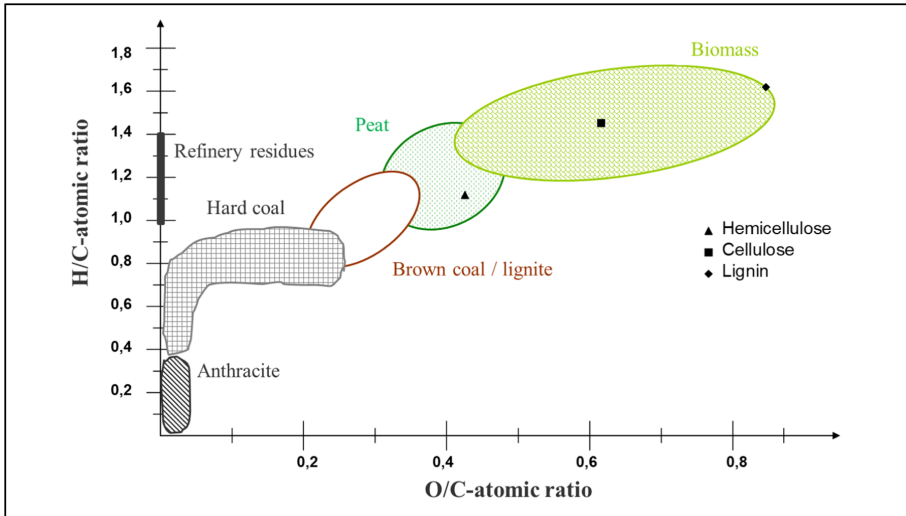 H/C-atomic ratio
1,8
1,6
1,4
1,2
1,0
0,8
0,6
0,4
0,2
Biomass
Peat
Refinery residues
Hard coal
Brown coal / lignite
Anthracite
Hemicellulose
Cellulose
Lignin
0,2
0,4
0,6
0,8
O/C-atomic ratio